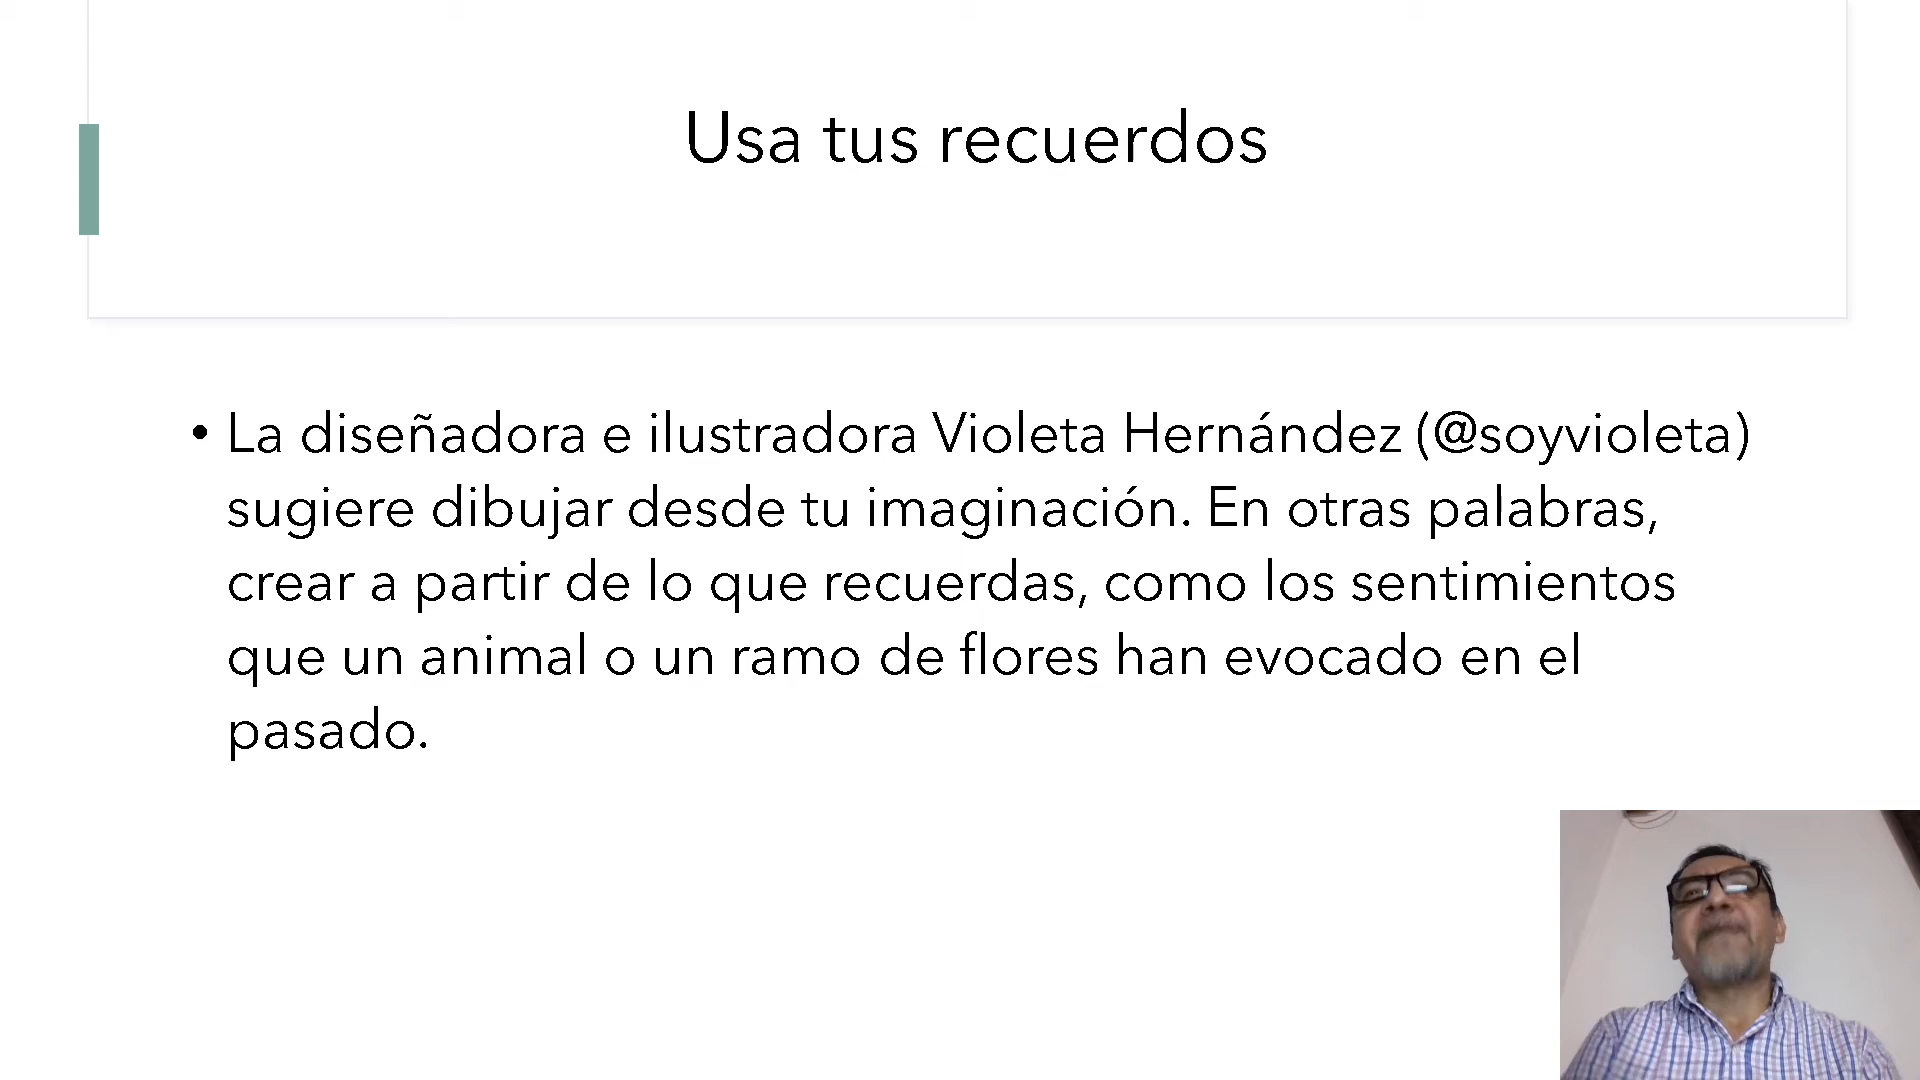 Usa tus recuerdos
• La diseñadora e ilustradora Violeta Hernández (@soyvioleta)
sugiere dibujar desde tu imaginación. En otras palabras,
crear a partir de lo que recuerdas, como los sentimientos
que un animal o un ramo de flores han evocado en el
pasado.